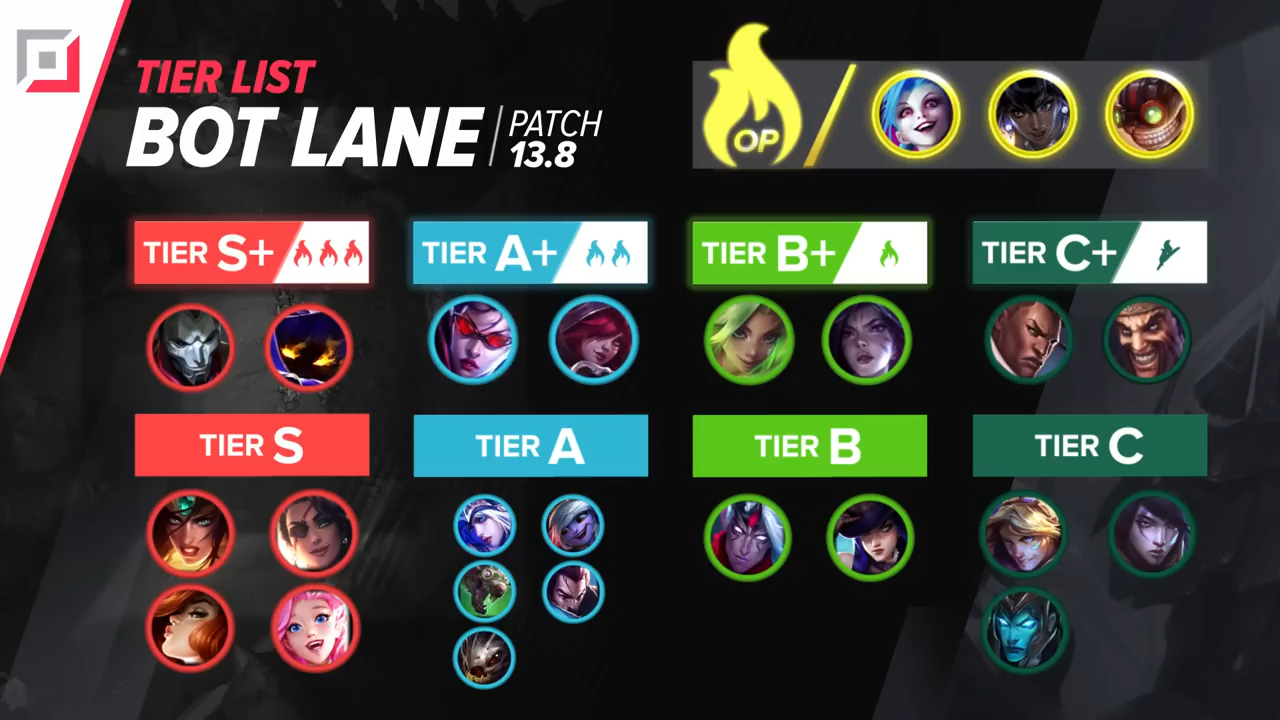 TIER LIST
BOT LANE
PATCH
13.8
OP
TIER S+
TIER A+
TIER B+
TIER C+
TIER S
TIER A
TIER B
TIER C